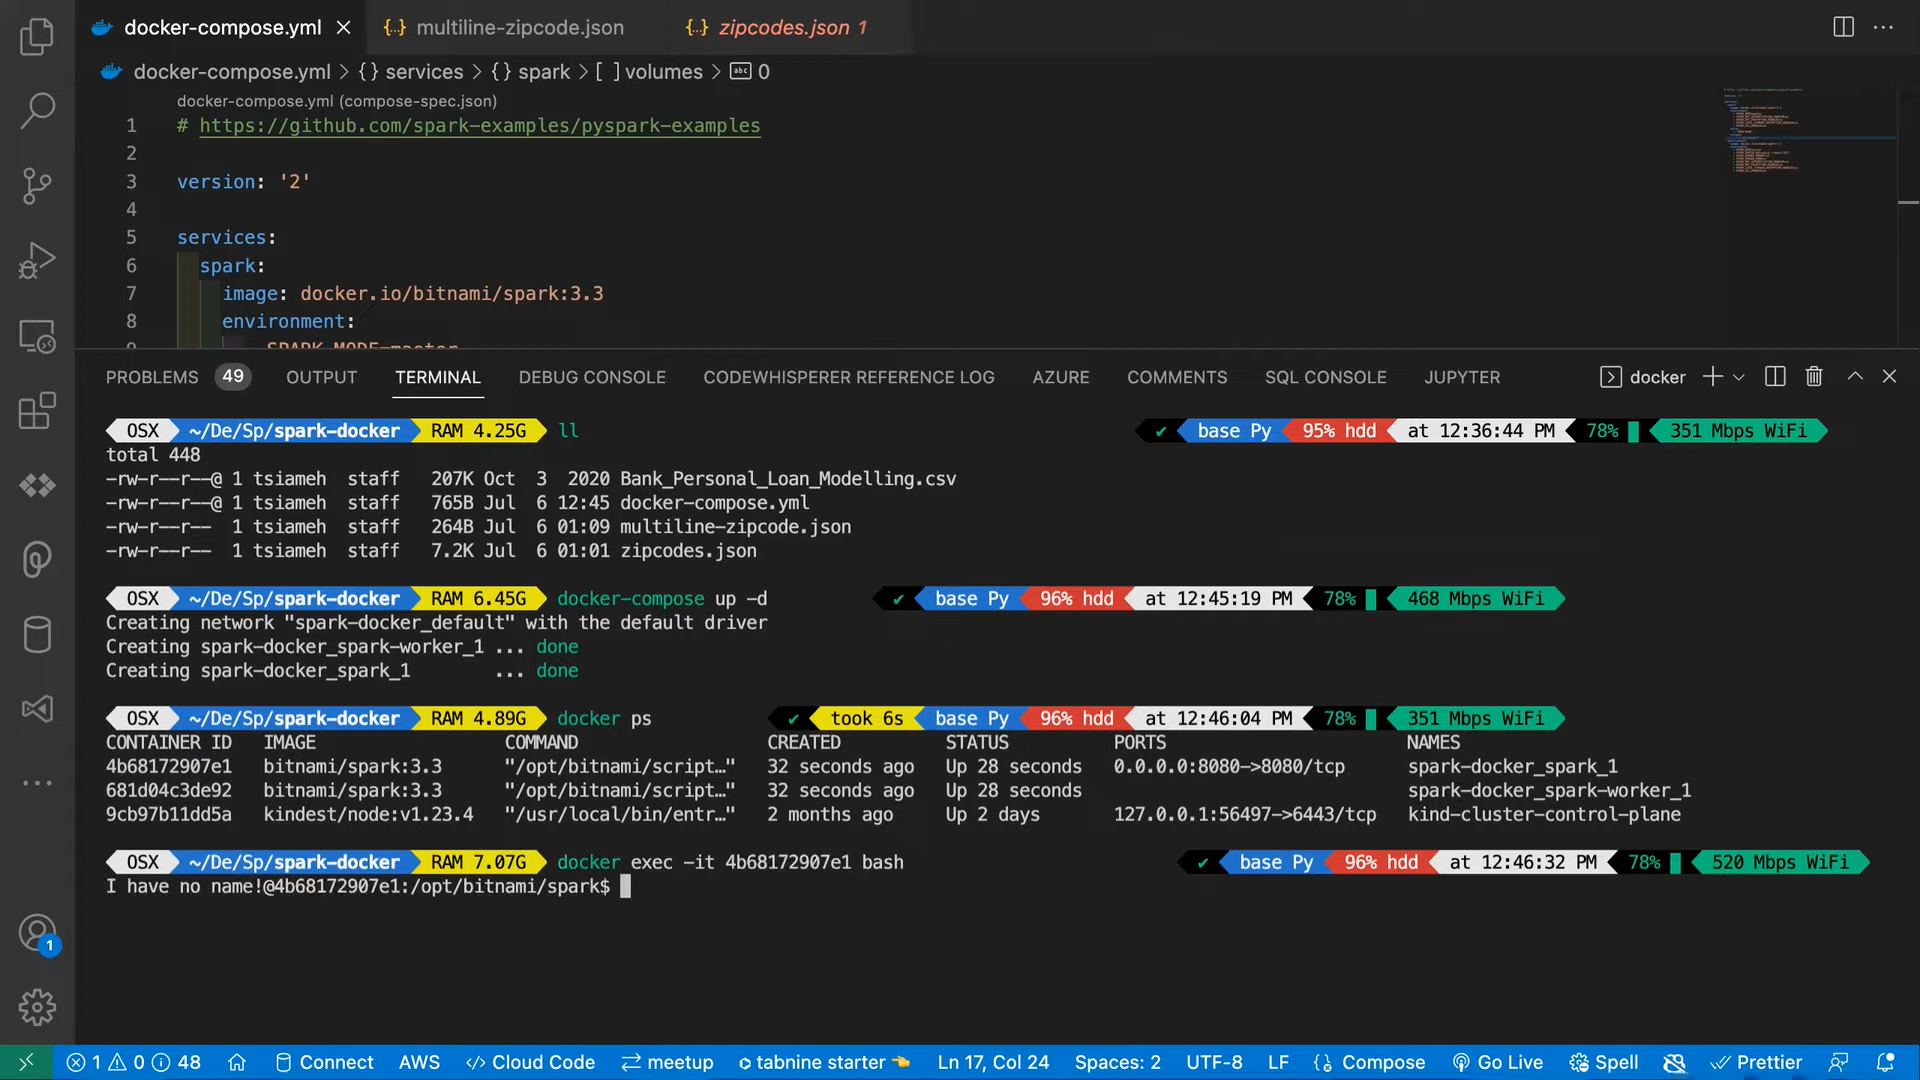 docker-compose.yml
multiline-zipcode.json
zipcodes.json 1
docker-compose.yml > {} services > {} spark > [ ] volumes > abc 0
docker-compose.yml (compose-spec.json)
1 # https://github.com/spark-examples/pyspark-examples
2
3 version: '2'
4
5 services:
6 spark:
7 image: docker.io/bitnami/spark:3.3
8 environment:
9 - SPARK_MODE=master
PROBLEMS 49 OUTPUT TERMINAL DEBUG CONSOLE CODEWHISPERER REFERENCE LOG AZURE COMMENTS SQL CONSOLE JUPYTER docker
OSX ~/De/Sp/spark-docker RAM 4.25G ll ✔ base Py 95% hdd at 12:36:44 PM 78% 351 Mbps WiFi
total 448
-rw-r--r--@ 1 tsiameh staff 207K Oct 3 2020 Bank_Personal_Loan_Modelling.csv
-rw-r--r--@ 1 tsiameh staff 765B Jul 6 12:45 docker-compose.yml
-rw-r--r-- 1 tsiameh staff 264B Jul 6 01:09 multiline-zipcode.json
-rw-r--r-- 1 tsiameh staff 7.2K Jul 6 01:01 zipcodes.json
OSX ~/De/Sp/spark-docker RAM 6.45G docker-compose up -d ✔ base Py 96% hdd at 12:45:19 PM 78% 468 Mbps WiFi
Creating network "spark-docker_default" with the default driver
Creating spark-docker_spark-worker_1 ... done
Creating spark-docker_spark_1 ... done
OSX ~/De/Sp/spark-docker RAM 4.89G docker ps ✔ took 6s base Py 96% hdd at 12:46:04 PM 78% 351 Mbps WiFi
CONTAINER ID IMAGE COMMAND CREATED STATUS PORTS NAMES
4b68172907e1 bitnami/spark:3.3 "/opt/bitnami/script…" 32 seconds ago Up 28 seconds 0.0.0.0:8080->8080/tcp spark-docker_spark_1
681d04c3de92 bitnami/spark:3.3 "/opt/bitnami/script…" 32 seconds ago Up 28 seconds spark-docker_spark-worker_1
9cb97b11dd5a kindest/node:v1.23.4 "/usr/local/bin/entr…" 2 months ago Up 2 days 127.0.0.1:56497->6443/tcp kind-cluster-control-plane
OSX ~/De/Sp/spark-docker RAM 7.07G docker exec -it 4b68172907e1 bash ✔ base Py 96% hdd at 12:46:32 PM 78% 520 Mbps WiFi
I have no name!@4b68172907e1:/opt/bitnami/spark$
1
1 0 48 Connect AWS Cloud Code meetup tabnine starter Ln 17, Col 24 Spaces: 2 UTF-8 LF Compose Go Live Spell Prettier